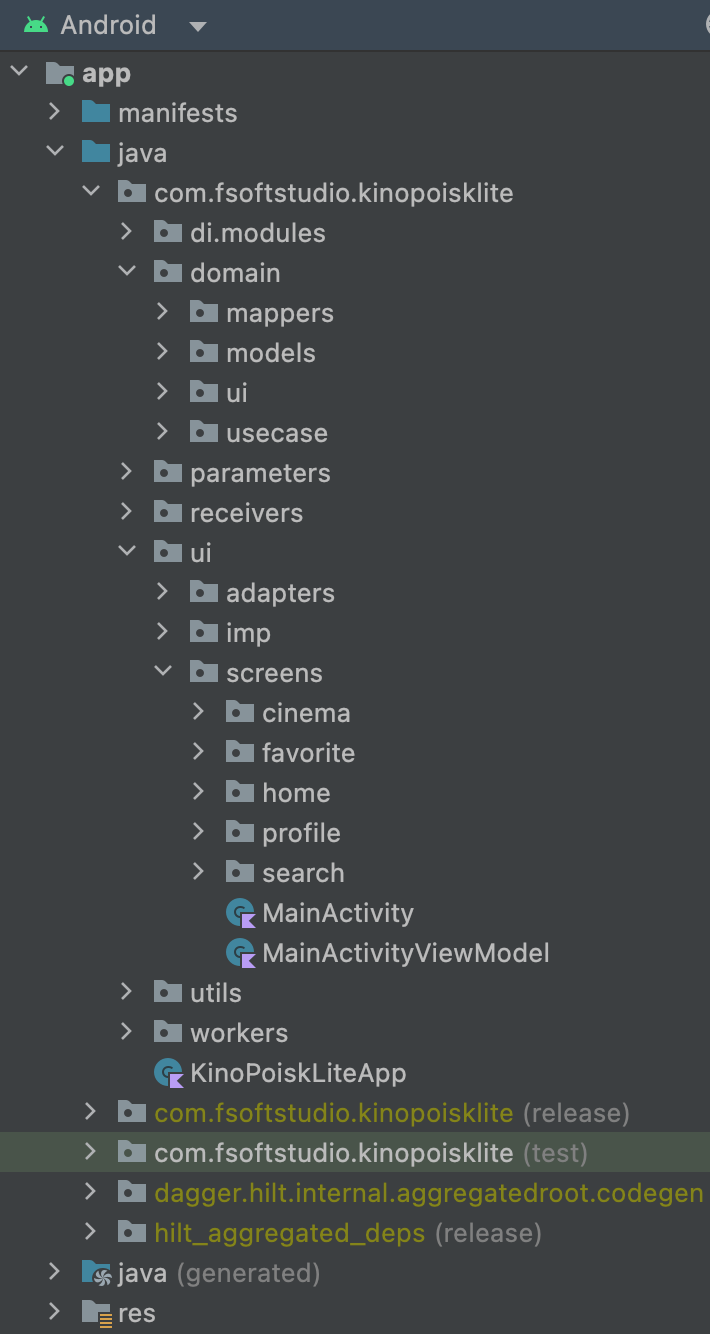 Android
app
manifests
java
com.fsoftstudio.kinopoisklite
di.modules
domain
mappers
models
ui
usecase
parameters
receivers
ui
adapters
imp
screens
cinema
favorite
home
profile
search
MainActivity
MainActivityViewModel
utils
workers
KinoPoiskLiteApp
com.fsoftstudio.kinopoisklite (release)
com.fsoftstudio.kinopoisklite (test)
dagger.hilt.internal.aggregatedroot.codegen
hilt_aggregated_deps (release)
java (generated)
res